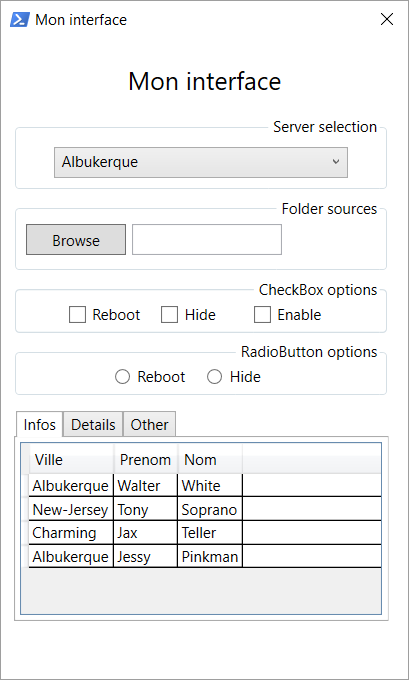 Mon interface
Mon interface
Server selection
Albukerque
Folder sources
Browse
CheckBox options
Reboot Hide Enable
RadioButton options
Reboot Hide
Infos Details Other
Ville Prenom Nom
Albukerque Walter White
New-Jersey Tony Soprano
Charming Jax Teller
Albukerque Jessy Pinkman